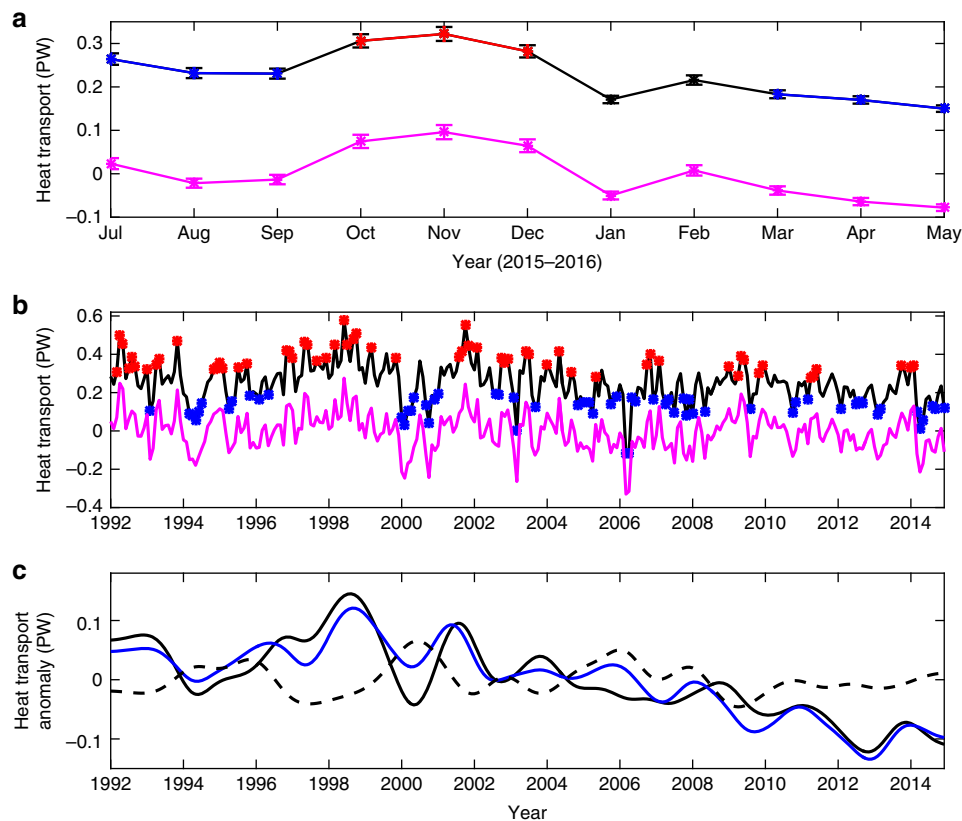 a
Heat transport (PW)
0.3
0.2
0.1
0
−0.1
Jul Aug Sep Oct Nov Dec Jan Feb Mar Apr May
Year (2015–2016)
b
Heat transport (PW)
0.6
0.4
0.2
0
−0.2
−0.4
1992 1994 1996 1998 2000 2002 2004 2006 2008 2010 2012 2014
c
Heat transport
anomaly (PW)
0.1
0
−0.1
1992 1994 1996 1998 2000 2002 2004 2006 2008 2010 2012 2014
Year